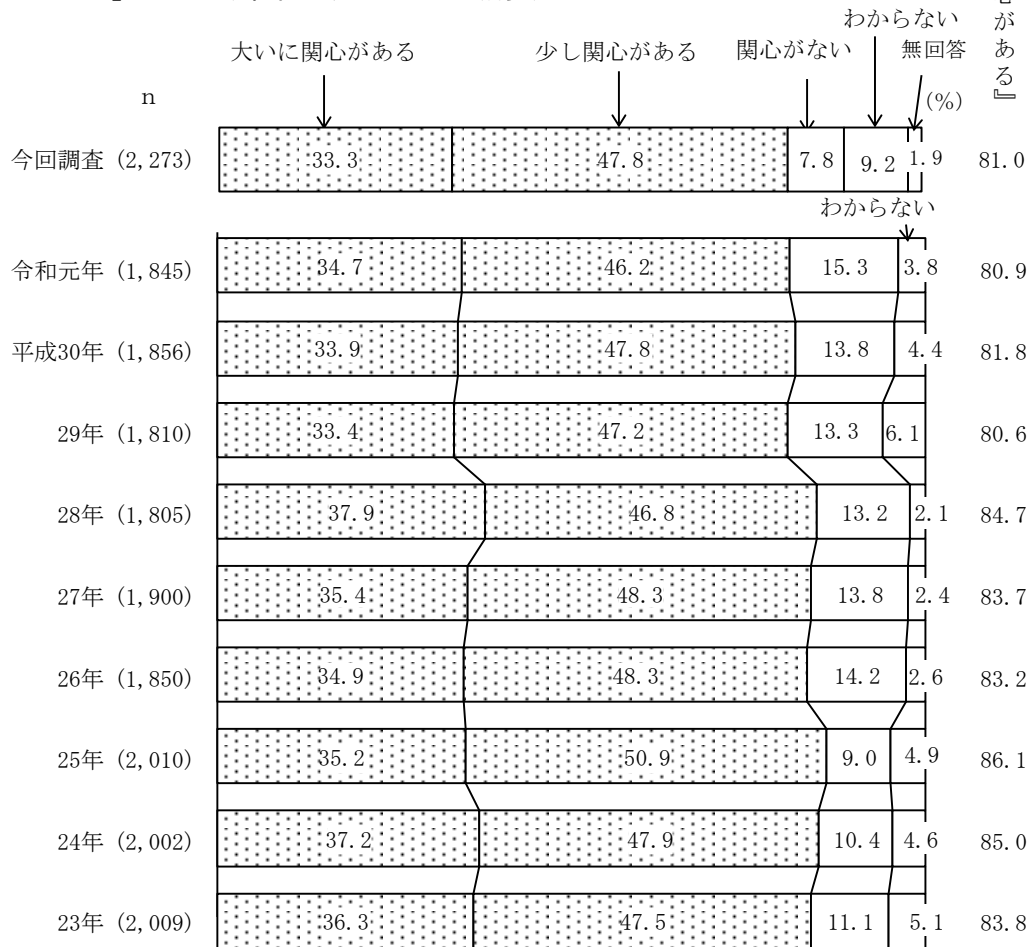 わからない
大いに関心がある 少し関心がある 関心がない 無回答
『がある』
n (%)
今回調査 (2,273) 33.3 47.8 7.8 9.2 1.9 81.0
わからない
令和元年 (1,845) 34.7 46.2 15.3 3.8 80.9
平成30年 (1,856) 33.9 47.8 13.8 4.4 81.8
29年 (1,810) 33.4 47.2 13.3 6.1 80.6
28年 (1,805) 37.9 46.8 13.2 2.1 84.7
27年 (1,900) 35.4 48.3 13.8 2.4 83.7
26年 (1,850) 34.9 48.3 14.2 2.6 83.2
25年 (2,010) 35.2 50.9 9.0 4.9 86.1
24年 (2,002) 37.2 47.9 10.4 4.6 85.0
23年 (2,009) 36.3 47.5 11.1 5.1 83.8